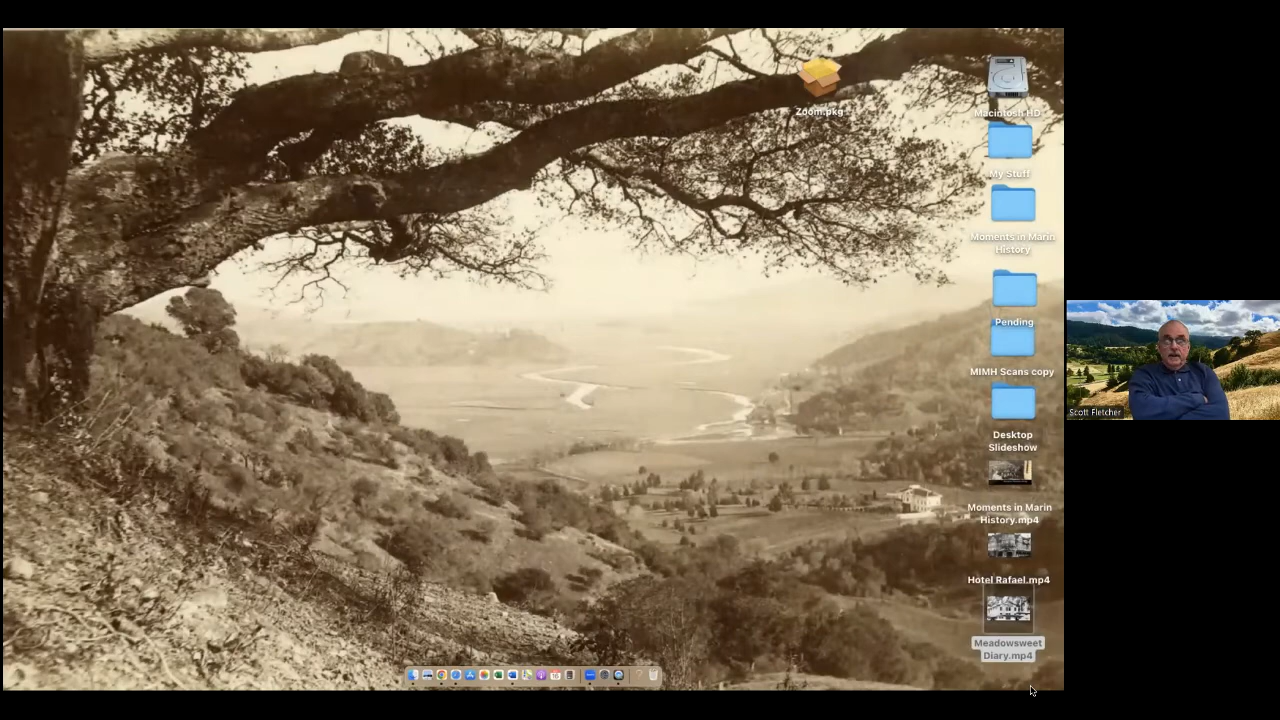 Zoom.pkg
Macintosh HD
My Stuff
Moments in Marin
History
Pending
MIMH Scans copy
Desktop
Slideshow
Moments in Marin
History.mp4
Hotel Rafael.mp4
Meadowsweet
Diary.mp4
Scott Fletcher